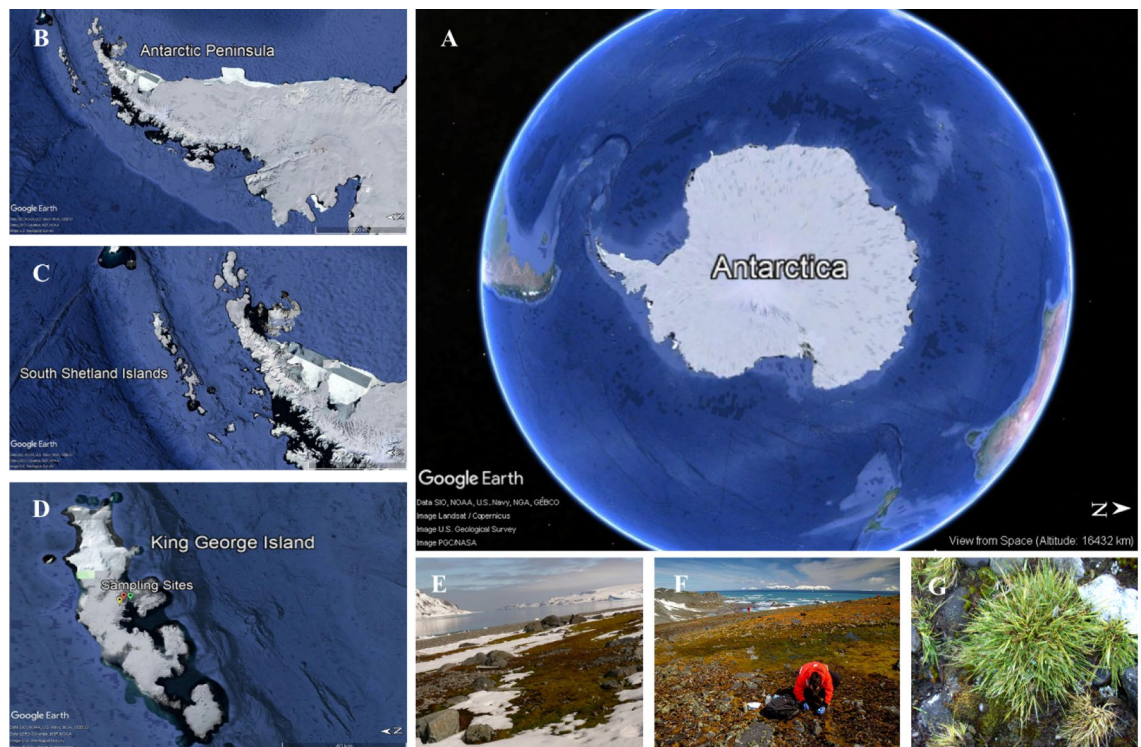 B
Antarctic Peninsula
Google Earth
N
C
South Shetland Islands
Google Earth
D
King George Island
Sampling Sites
Google Earth
N
A
Antarctica
Google Earth
Data SIO, NOAA, U.S. Navy, NGA, GEBCO
Image Landsat / Copernicus
Image U.S. Geological Survey
Image PGC/NASA
N
View from Space (Altitude: 16432 km)
E
F
G